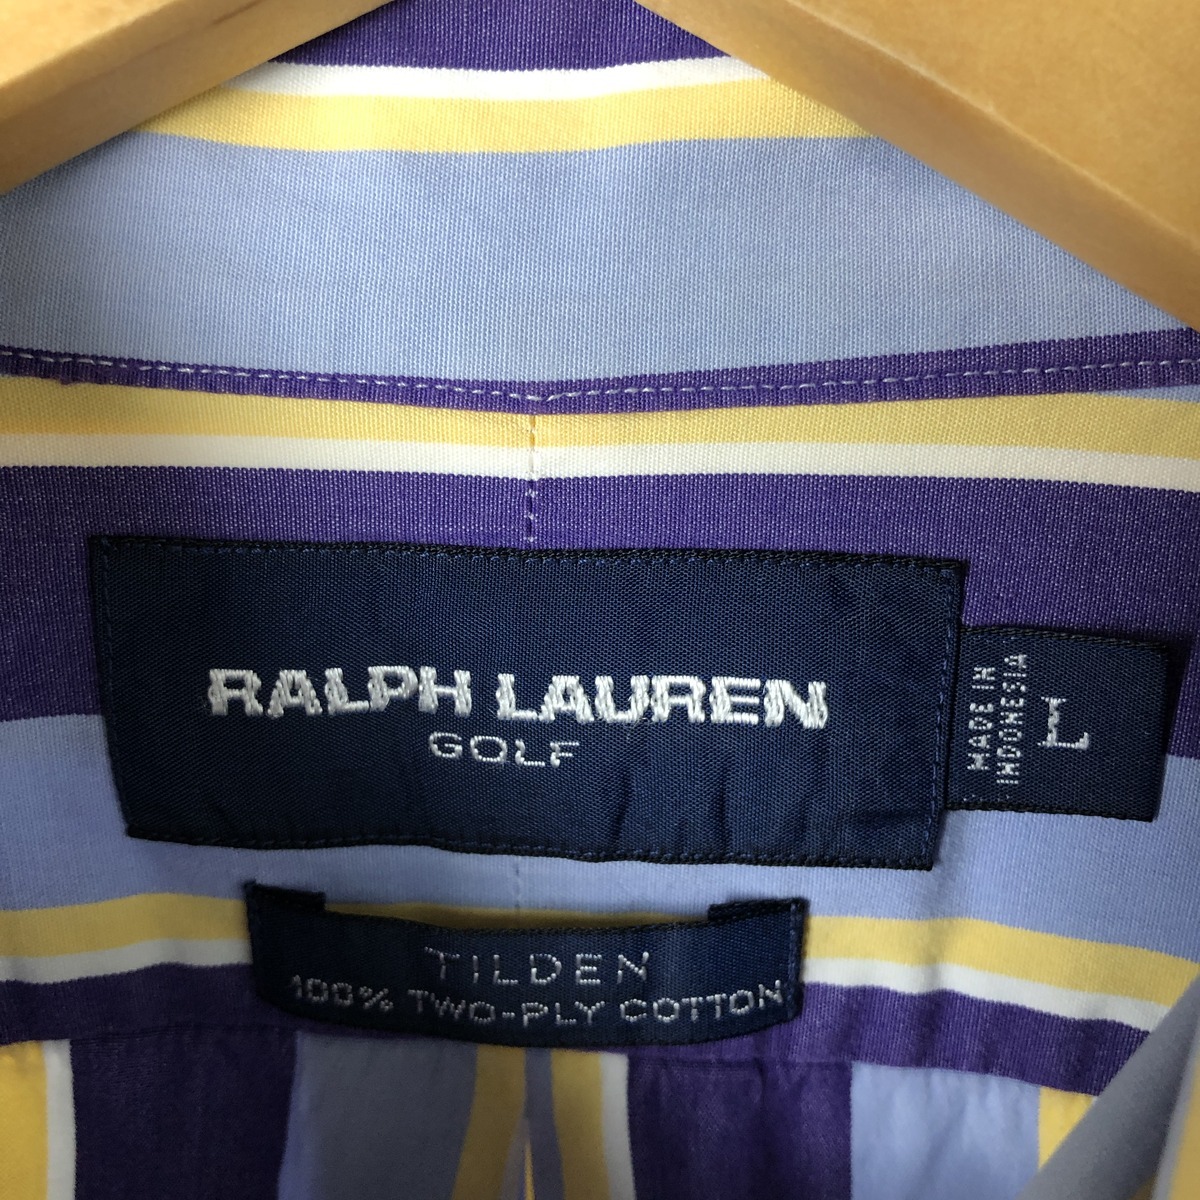 RALPH LAUREN
GOLF
MADE IN
INDONESIA
L
TILDEN
100% TWO-PLY COTTON